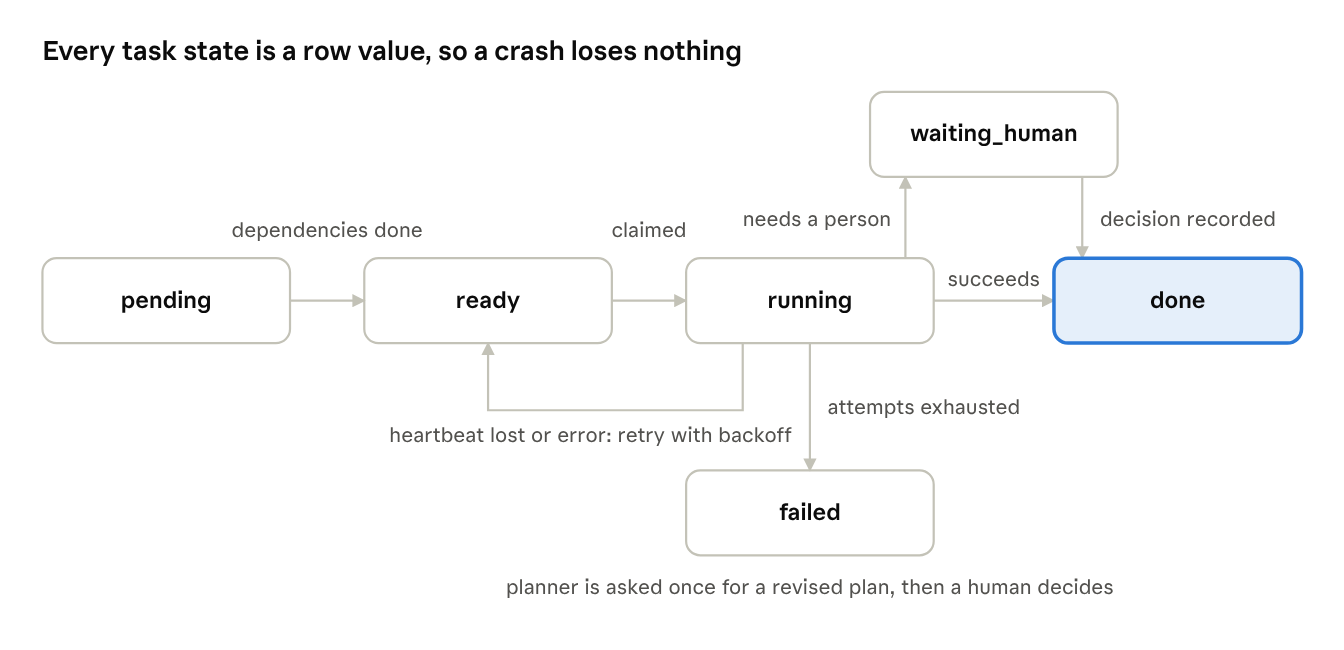 Every task state is a row value, so a crash loses nothing
waiting_human
needs a person
decision recorded
dependencies done
claimed
pending
ready
running
succeeds
done
heartbeat lost or error: retry with backoff
attempts exhausted
failed
planner is asked once for a revised plan, then a human decides